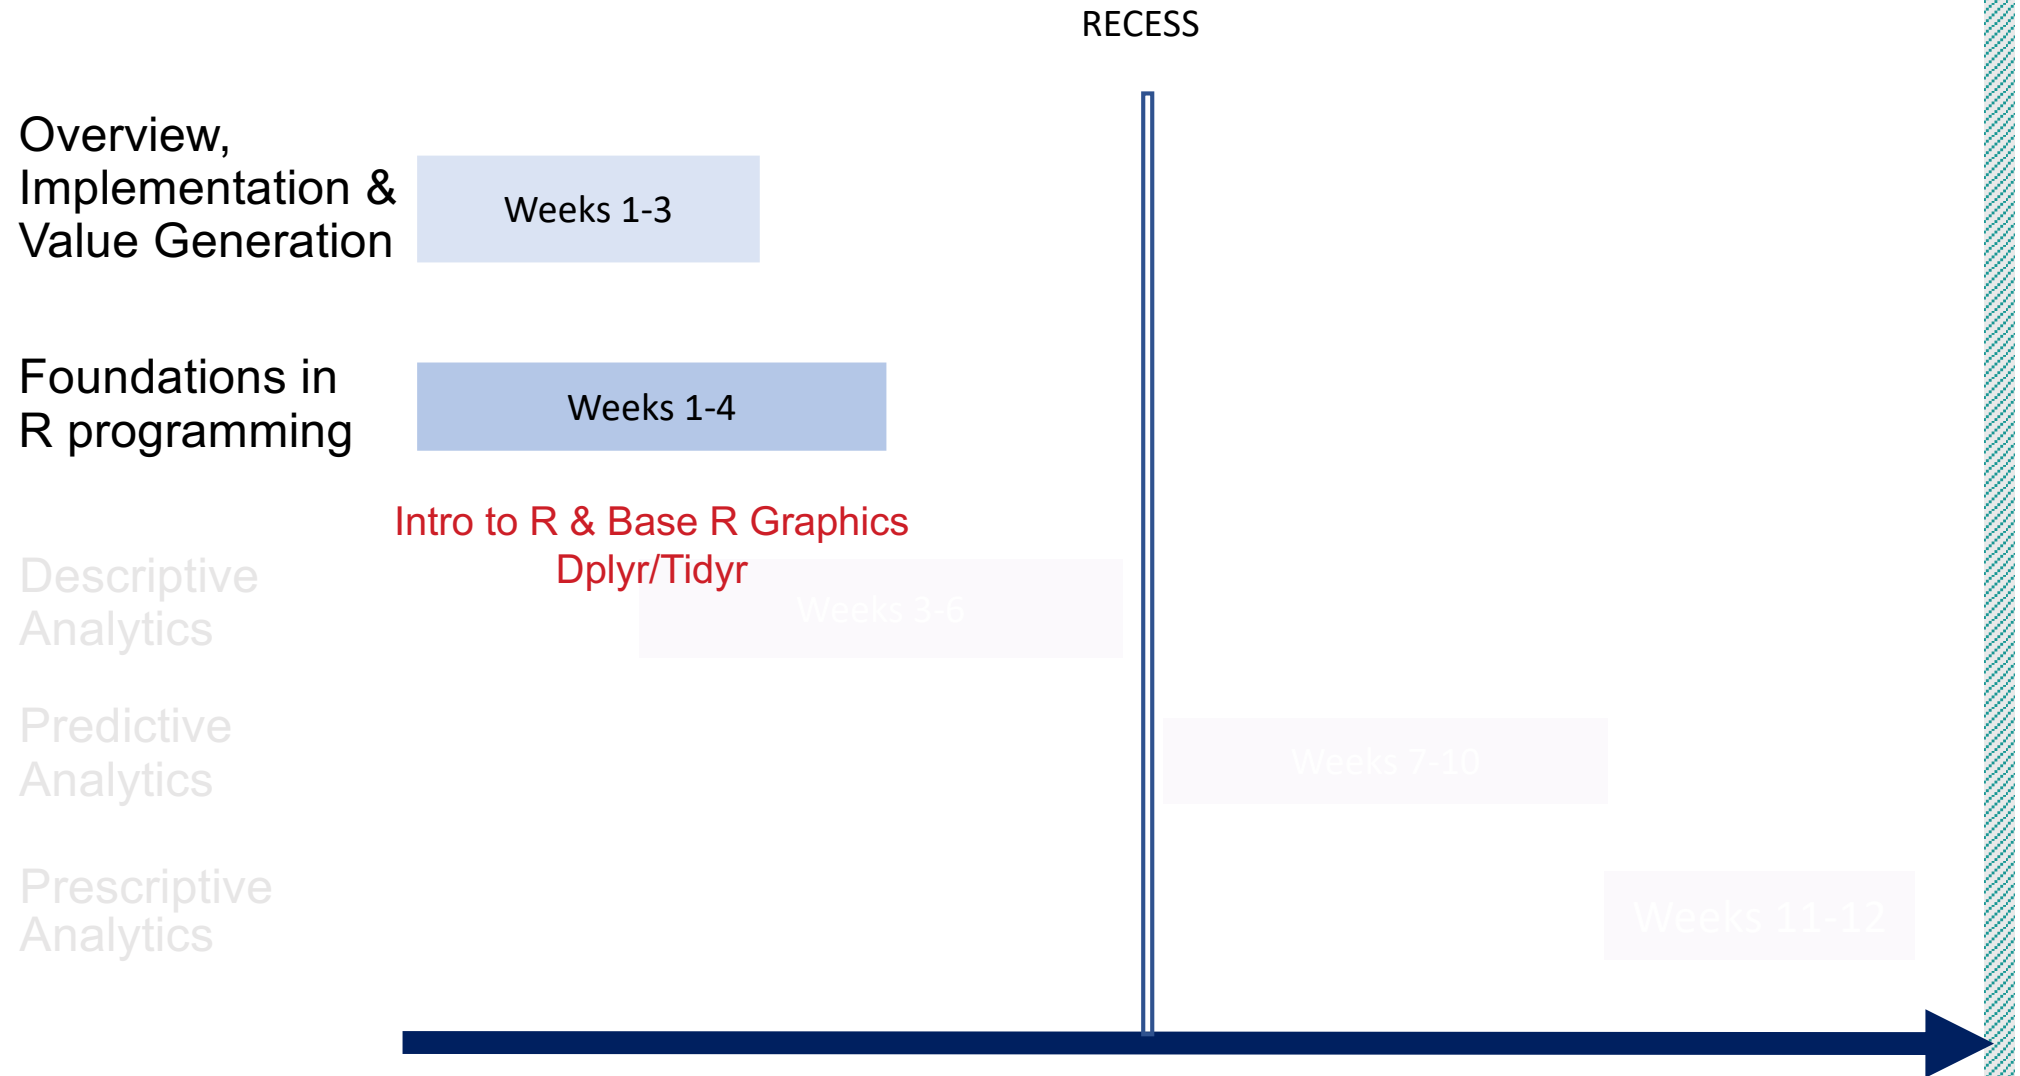 RECESS
Overview,
Implementation &
Value Generation
Weeks 1-3
Foundations in
R programming
Weeks 1-4
Intro to R & Base R Graphics
Dplyr/Tidyr
Descriptive
Analytics
Weeks 3-6
Predictive
Analytics
Weeks 7-10
Prescriptive
Analytics
Weeks 11-12